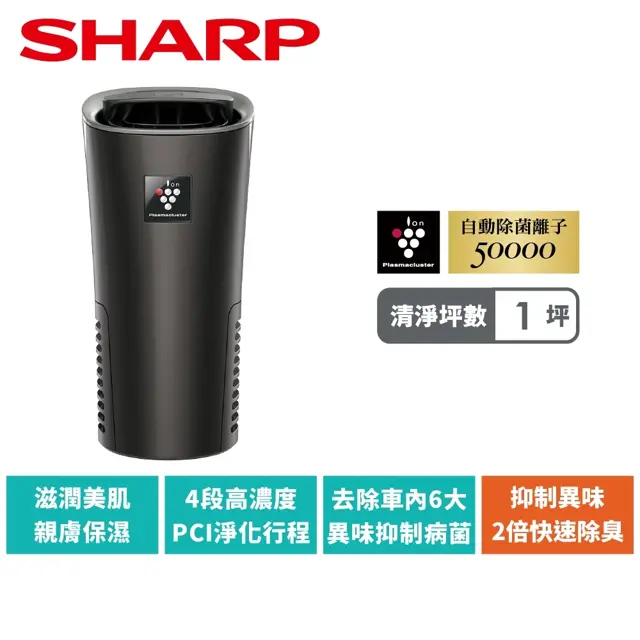 SHARP
ion
Plasmacluster
ion
Plasmacluster
自動除菌離子
50000
清淨坪數 1 坪
滋潤美肌
親膚保濕
4段高濃度
PCI淨化行程
去除車內6大
異味抑制病菌
抑制異味
2倍快速除臭